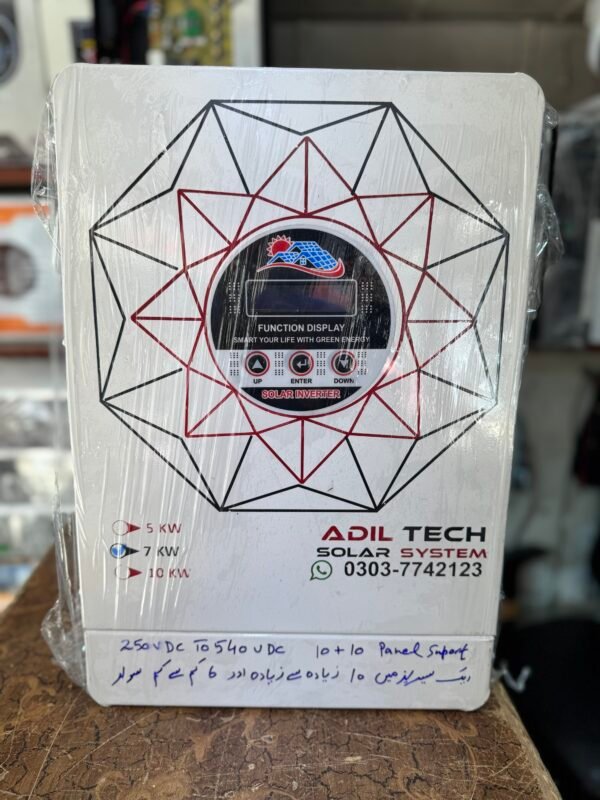 FUNCTION DISPLAY
SMART YOUR LIFE WITH GREEN ENERGY
UP ENTER DOWN
SOLAR INVERTER
5 KW
7 KW
10 KW
ADIL TECH
SOLAR SYSTEM
0303-7742123
250VDC TO 540VDC 10+10 Panel Suport
ایک سیریز میں 10 زیادہ سے زیادہ اور 6 کم سے کم سولر